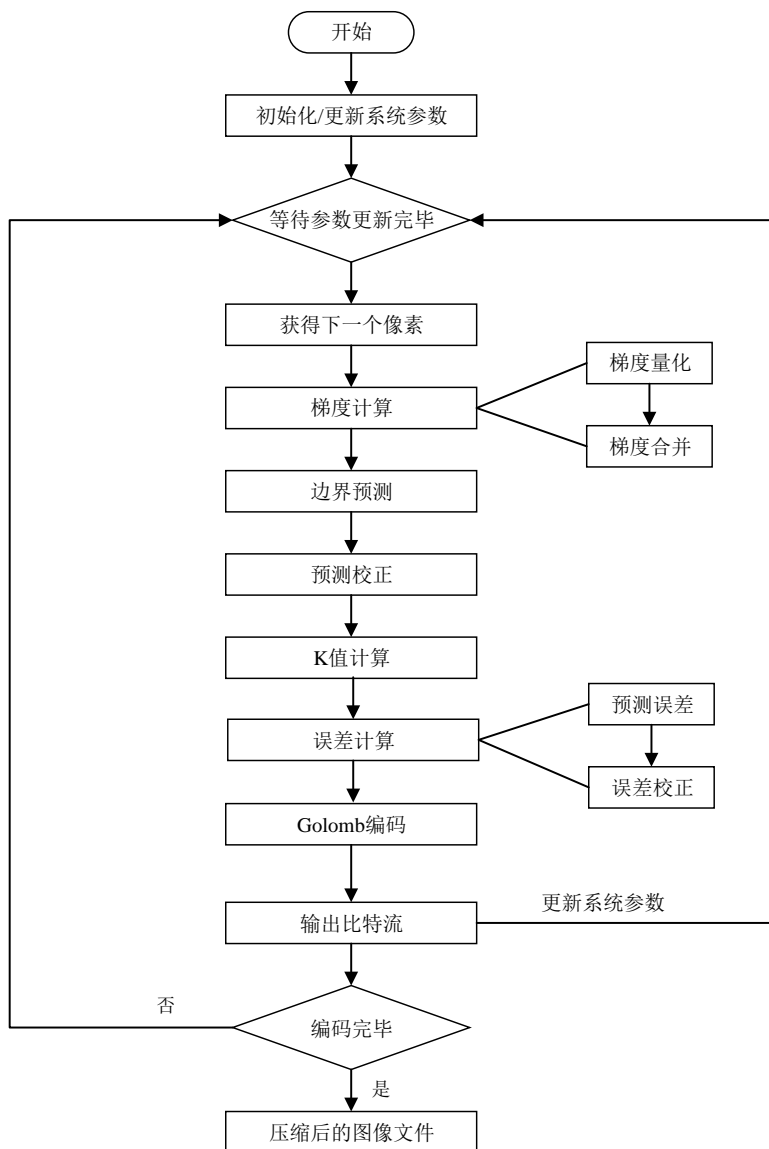 开始
初始化/更新系统参数
等待参数更新完毕
获得下一个像素
梯度计算
梯度量化
梯度合并
边界预测
预测校正
K值计算
误差计算
预测误差
误差校正
Golomb编码
输出比特流
更新系统参数
编码完毕
否
是
压缩后的图像文件